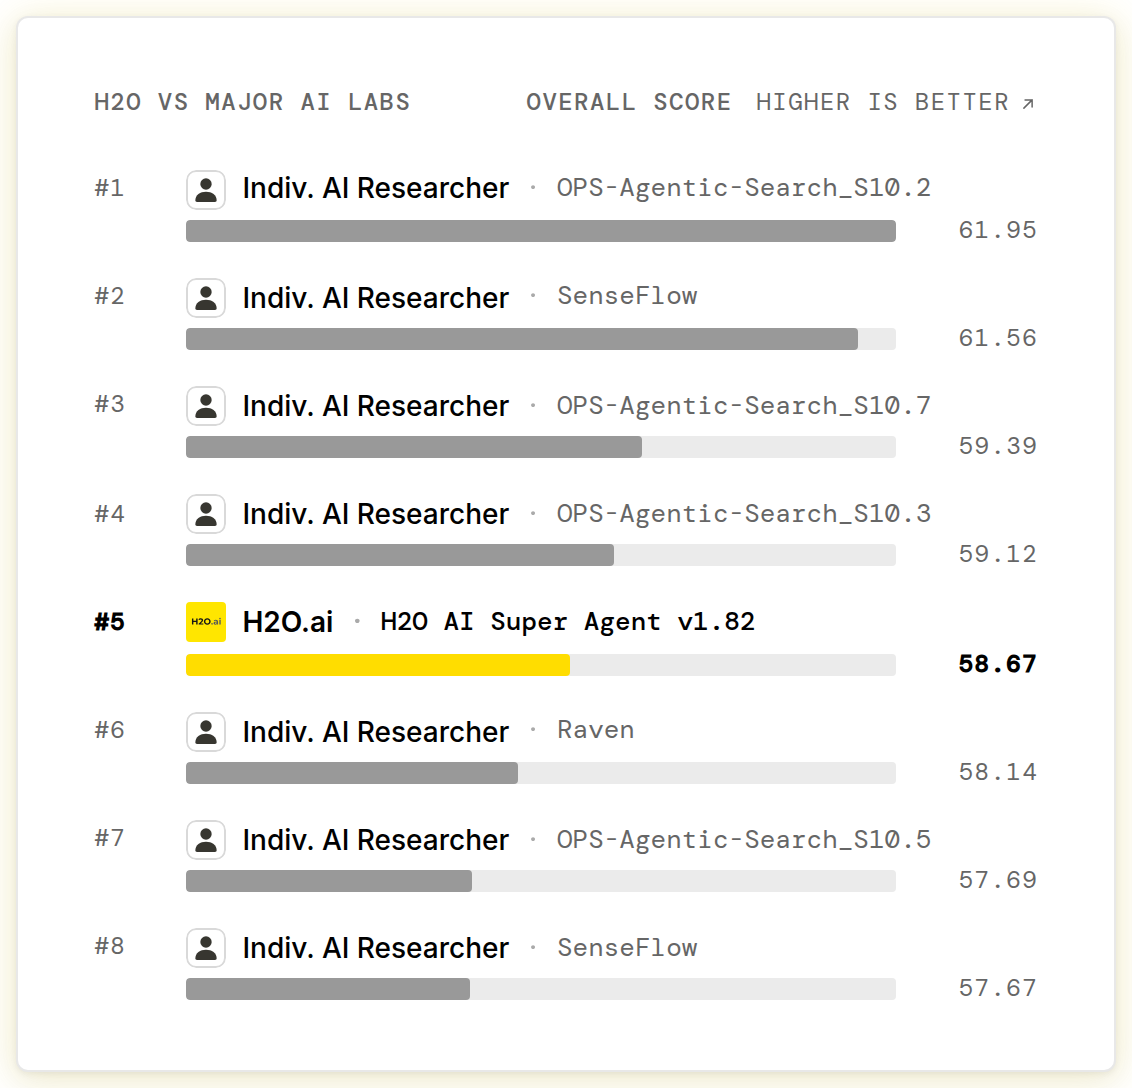 H2O VS MAJOR AI LABS OVERALL SCORE HIGHER IS BETTER ↗
#1 Indiv. AI Researcher · OPS-Agentic-Search_S10.2
61.95
#2 Indiv. AI Researcher · SenseFlow
61.56
#3 Indiv. AI Researcher · OPS-Agentic-Search_S10.7
59.39
#4 Indiv. AI Researcher · OPS-Agentic-Search_S10.3
59.12
#5 H2O.ai H2O.ai · H2O AI Super Agent v1.82
58.67
#6 Indiv. AI Researcher · Raven
58.14
#7 Indiv. AI Researcher · OPS-Agentic-Search_S10.5
57.69
#8 Indiv. AI Researcher · SenseFlow
57.67